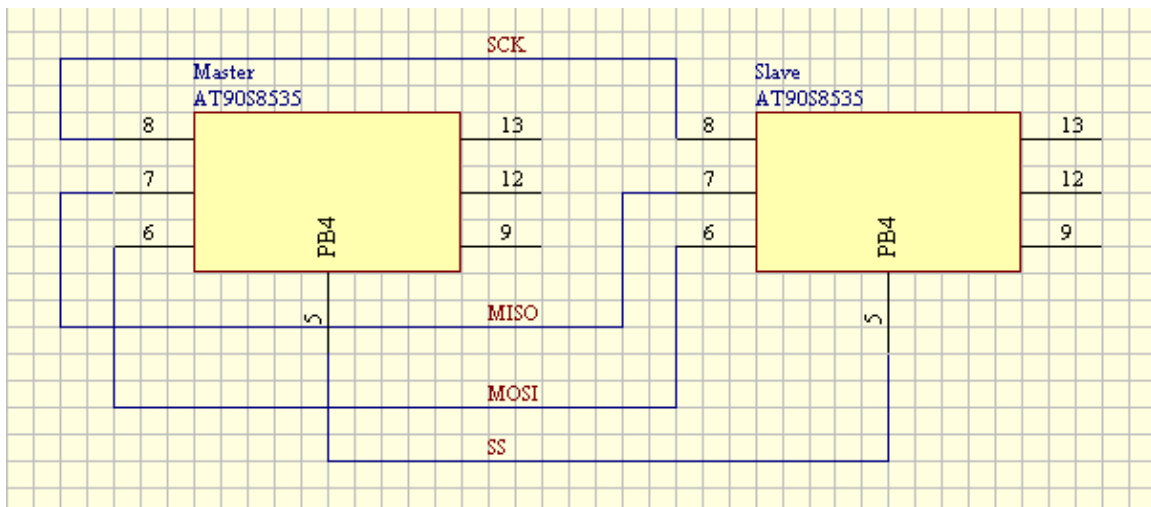 SCK
Master
AT90S8535
Slave
AT90S8535
8
13
8
13
7
12
7
12
6
9
6
9
PB4
PB4
5
5
MISO
MOSI
SS